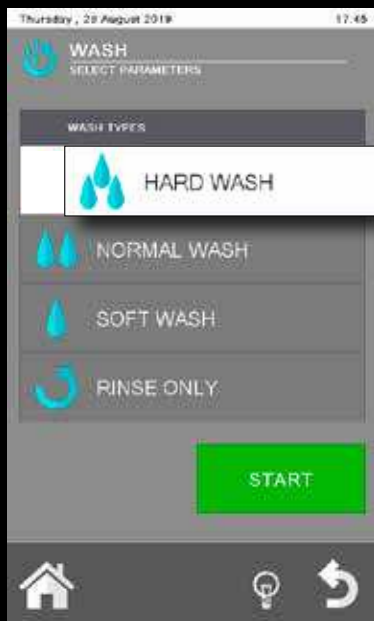 Thursday, 29 August 2019 17:45
WASH
SELECT PARAMETERS
WASH TYPES
HARD WASH
NORMAL WASH
SOFT WASH
RINSE ONLY
START